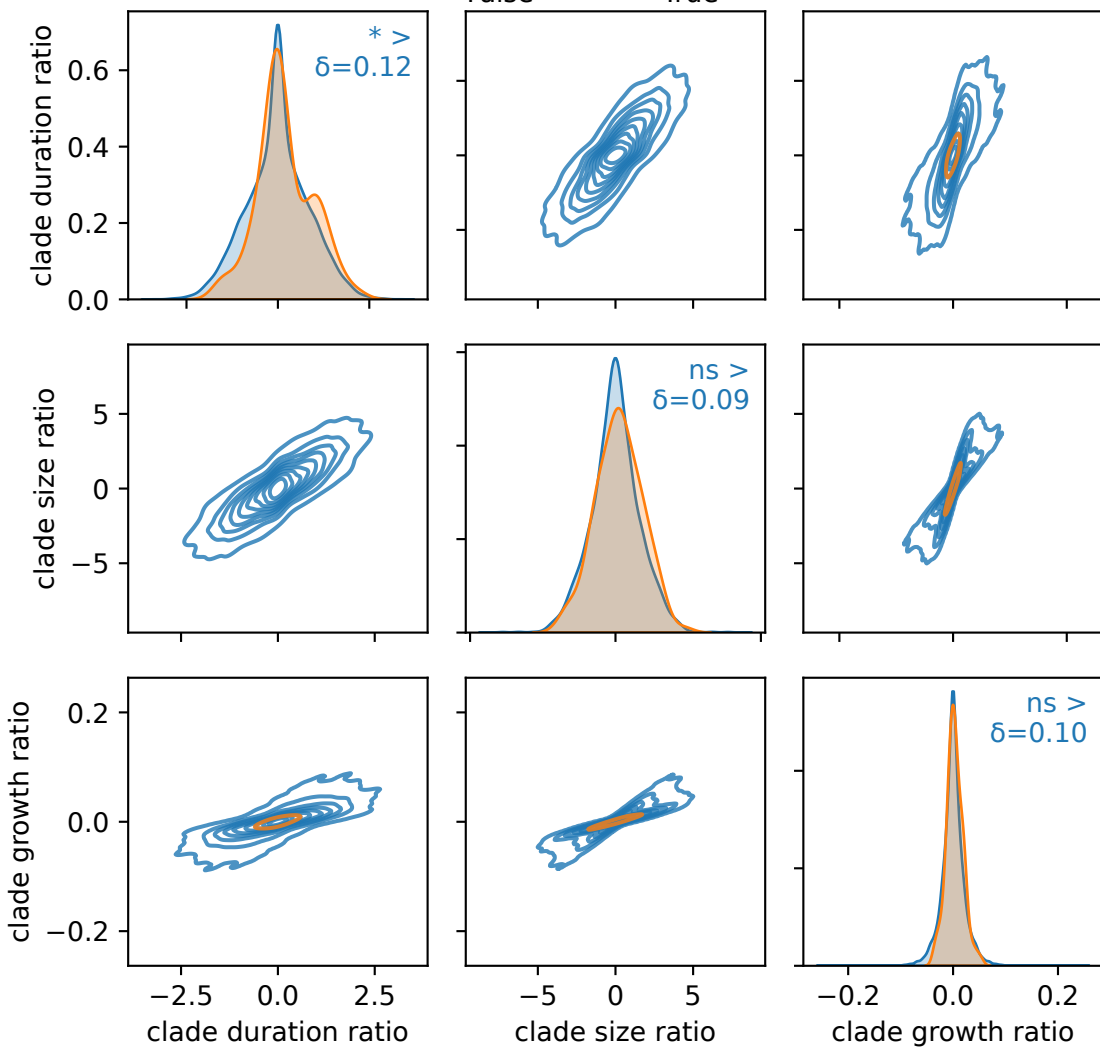 clade duration ratio
0.6
0.4
0.2
0.0
* >
δ=0.12
clade size ratio
5
0
−5
ns >
δ=0.09
clade growth ratio
0.2
0.0
−0.2
ns >
δ=0.10
−2.5 0.0 2.5
−5 0 5
−0.2 0.0 0.2
clade duration ratio
clade size ratio
clade growth ratio